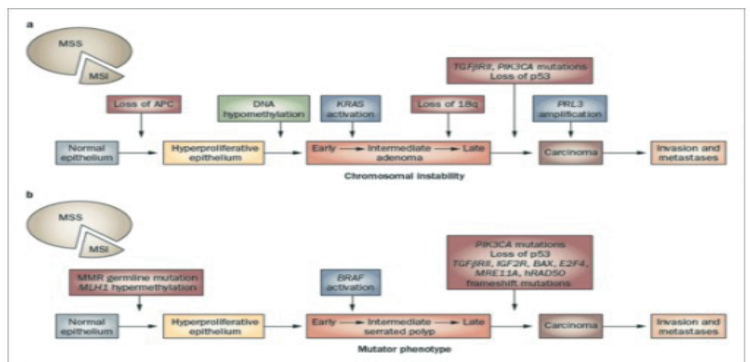 a
MSS
MSI
TGFβRII, PIK3CA mutations
Loss of p53
Loss of APC
DNA
hypomethylation
KRAS
activation
Loss of 18q
PRL3
amplification
Normal
epithelium
Hyperproliferative
epithelium
Early Intermediate Late
adenoma
Carcinoma
Invasion and
metastases
Chromosomal instability
b
MSS
MSI
MMR germline mutation
MLH1 hypermethylation
BRAF
activation
PIK3CA mutations
Loss of p53
TGFβRII, IGF2R, BAX, E2F4,
MRE11A, hRAD50
frameshift mutations
Normal
epithelium
Hyperproliferative
epithelium
Early Intermediate Late
serrated polyp
Carcinoma
Invasion and
metastases
Mutator phenotype